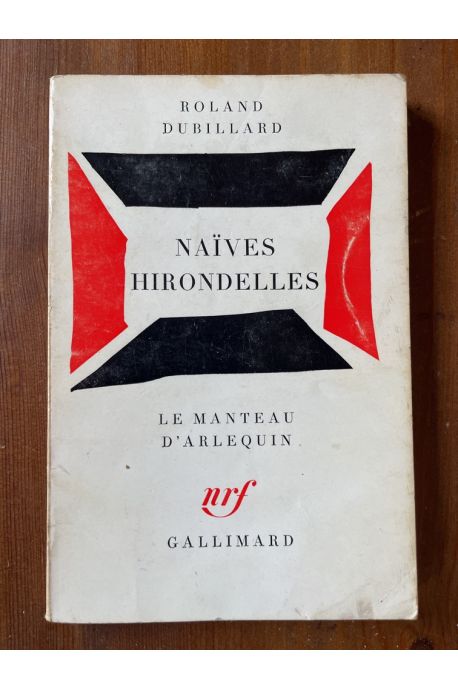 ROLAND
DUBILLARD
NAÏVES
HIRONDELLES
LE MANTEAU
D'ARLEQUIN
nrf
GALLIMARD